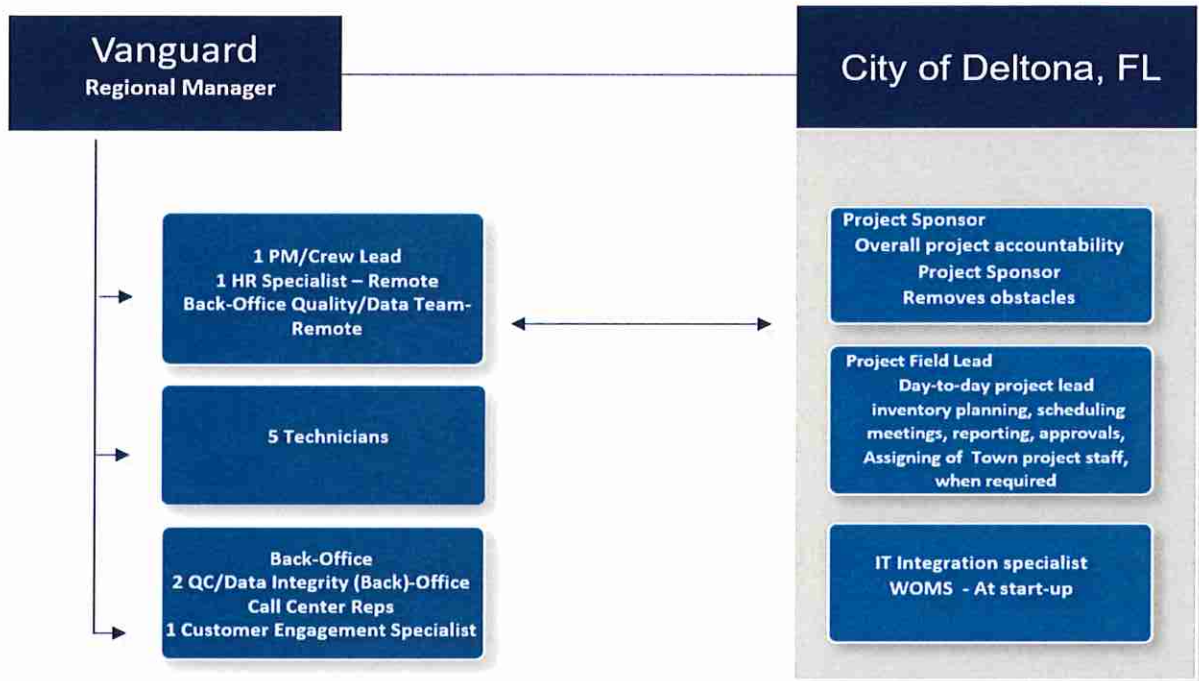 Vanguard
Regional Manager
City of Deltona, FL
1 PM/Crew Lead
1 HR Specialist – Remote
Back-Office Quality/Data Team-
Remote
5 Technicians
Back-Office
2 QC/Data Integrity (Back)-Office
Call Center Reps
1 Customer Engagement Specialist
Project Sponsor
Overall project accountability
Project Sponsor
Removes obstacles
Project Field Lead
Day-to-day project lead
inventory planning, scheduling
meetings, reporting, approvals,
Assigning of Town project staff,
when required
IT Integration specialist
WOMS - At start-up